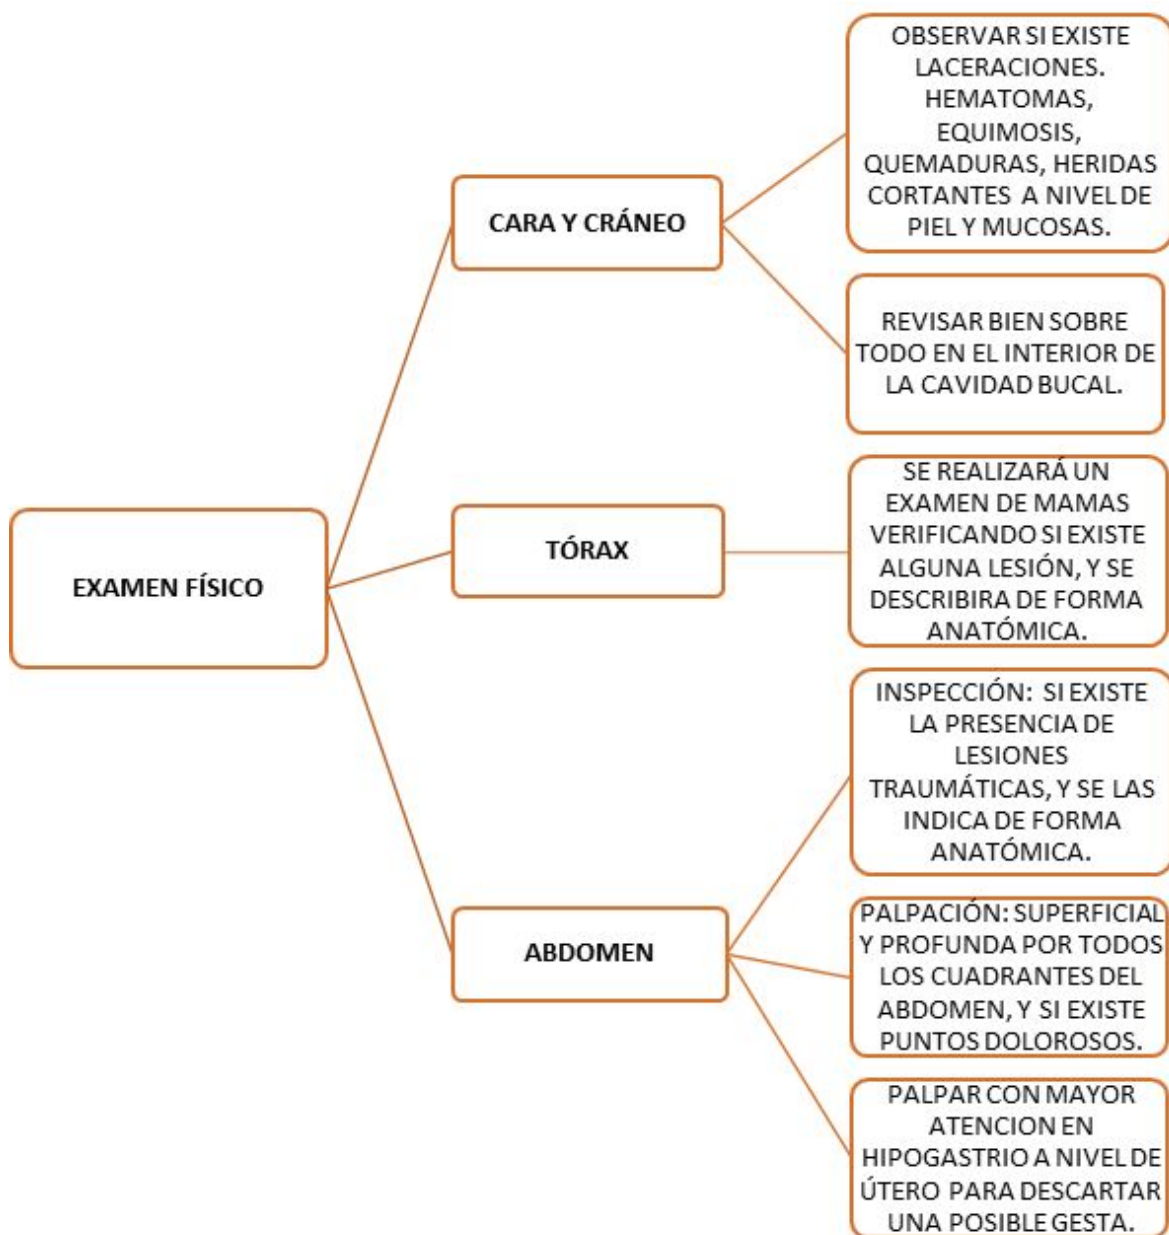 EXAMEN FÍSICO
CARA Y CRÁNEO
OBSERVAR SI EXISTE
LACERACIONES.
HEMATOMAS,
EQUIMOSIS,
QUEMADURAS, HERIDAS
CORTANTES A NIVEL DE
PIEL Y MUCOSAS.
REVISAR BIEN SOBRE
TODO EN EL INTERIOR DE
LA CAVIDAD BUCAL.
TÓRAX
SE REALIZARÁ UN
EXAMEN DE MAMAS
VERIFICANDO SI EXISTE
ALGUNA LESIÓN, Y SE
DESCRIBIRA DE FORMA
ANATÓMICA.
ABDOMEN
INSPECCIÓN: SI EXISTE
LA PRESENCIA DE
LESIONES
TRAUMÁTICAS, Y SE LAS
INDICA DE FORMA
ANATÓMICA.
PALPACIÓN: SUPERFICIAL
Y PROFUNDA POR TODOS
LOS CUADRANTES DEL
ABDOMEN, Y SI EXISTE
PUNTOS DOLOROSOS.
PALPAR CON MAYOR
ATENCION EN
HIPOGASTRIO A NIVEL DE
ÚTERO PARA DESCARTAR
UNA POSIBLE GESTA.